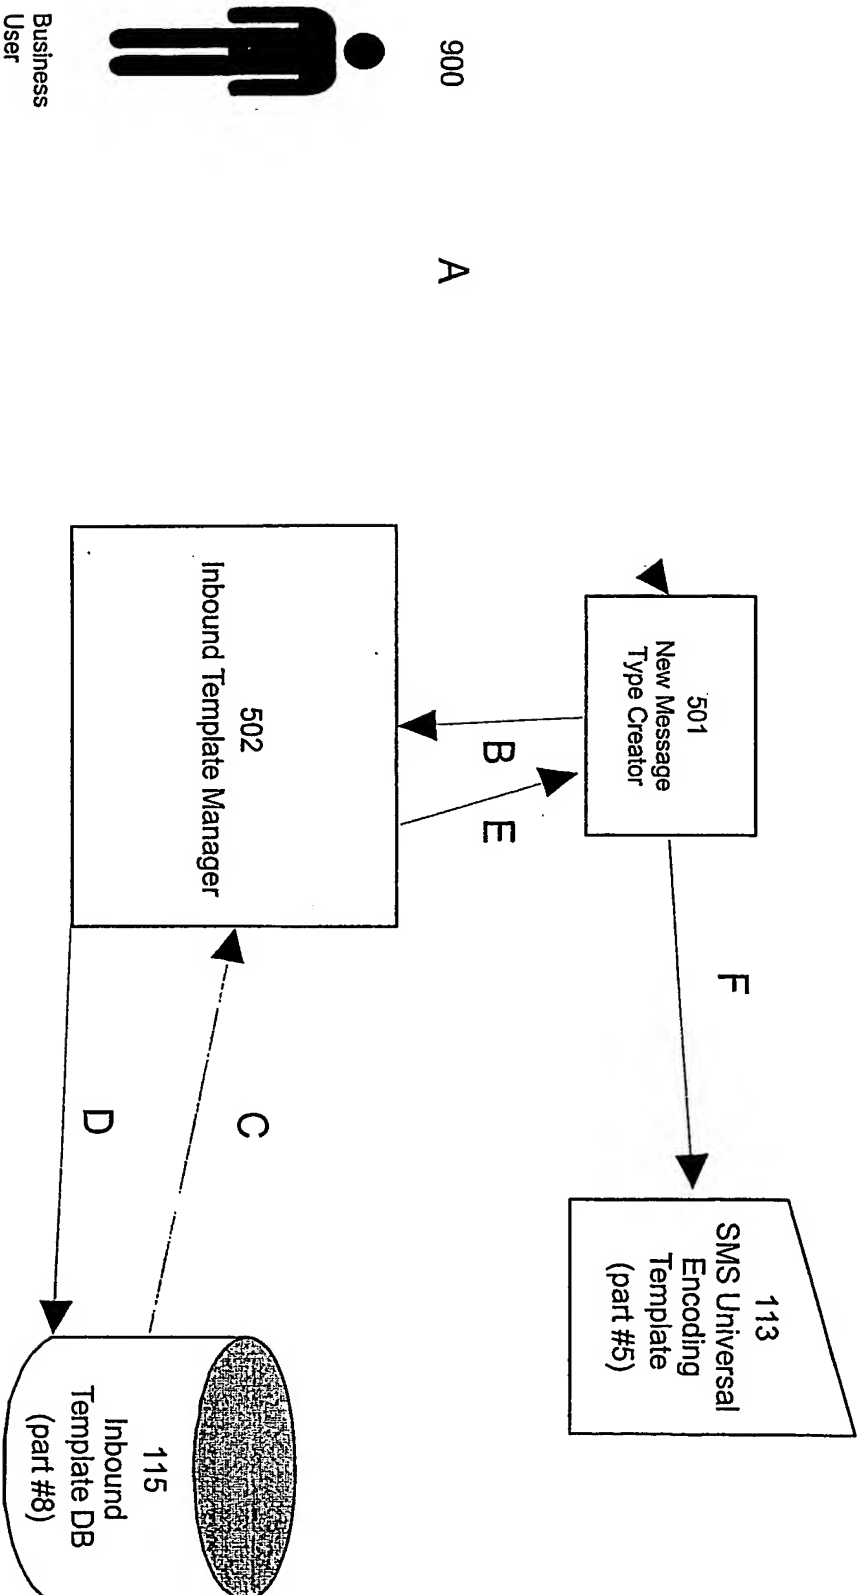 900
Business
User
A
501
New Message
Type Creator
B
E
F
113
SMS Universal
Encoding
Template
(part #5)
502
Inbound Template Manager
C
D
115
Inbound
Template DB
(part #8)